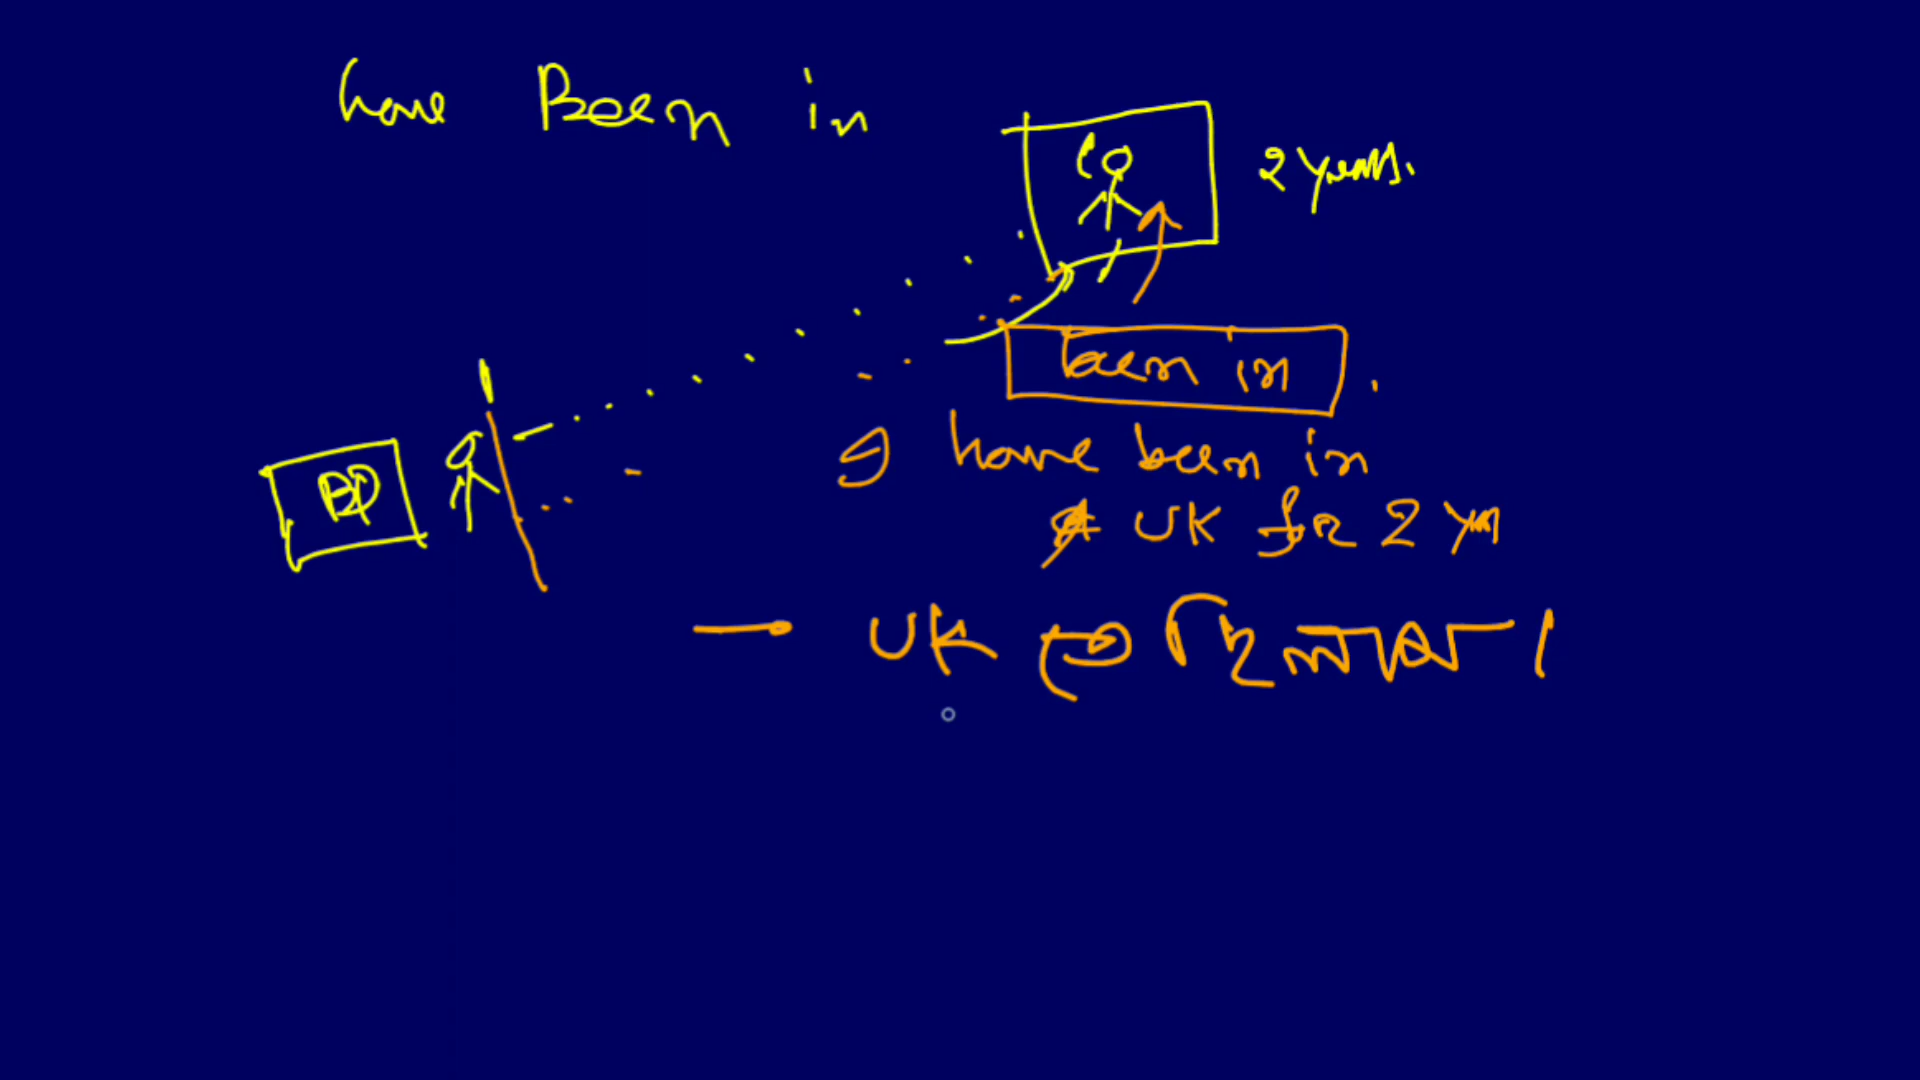 have Been in
2 years.
been in.
BD
I have been in
UK for 2 yrs
— UK তে ছিলাম।